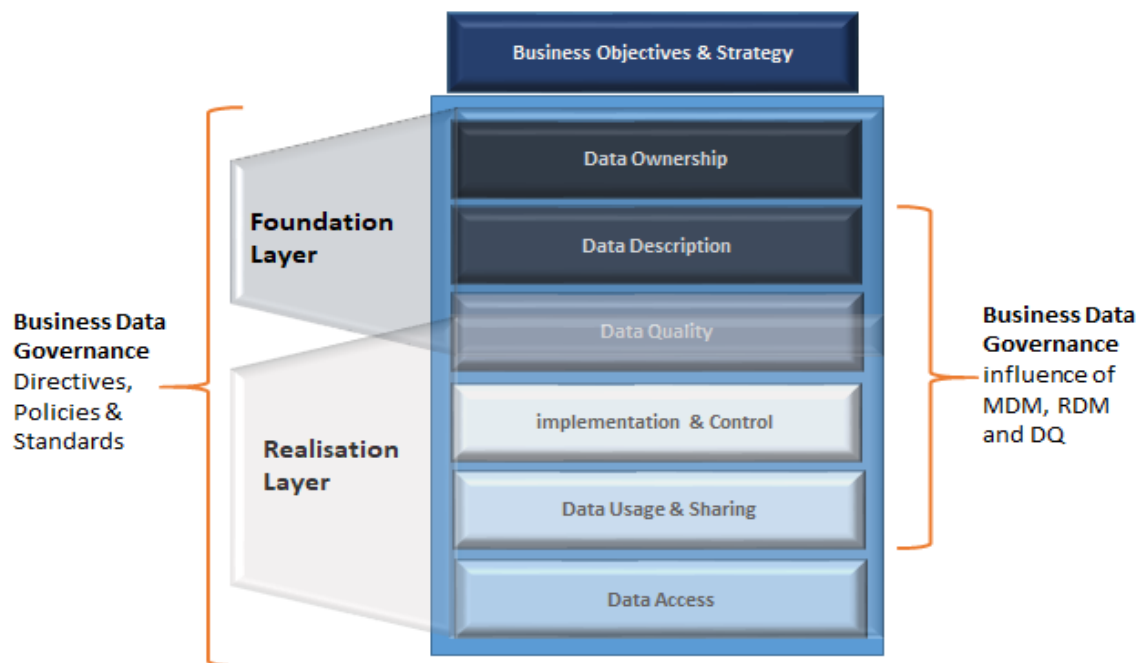 Business Objectives & Strategy
Data Ownership
Data Description
Data Quality
implementation & Control
Data Usage & Sharing
Data Access
Foundation
Layer
Realisation
Layer
Business Data
Governance
Directives,
Policies &
Standards
Business Data
Governance
influence of
MDM, RDM
and DQ